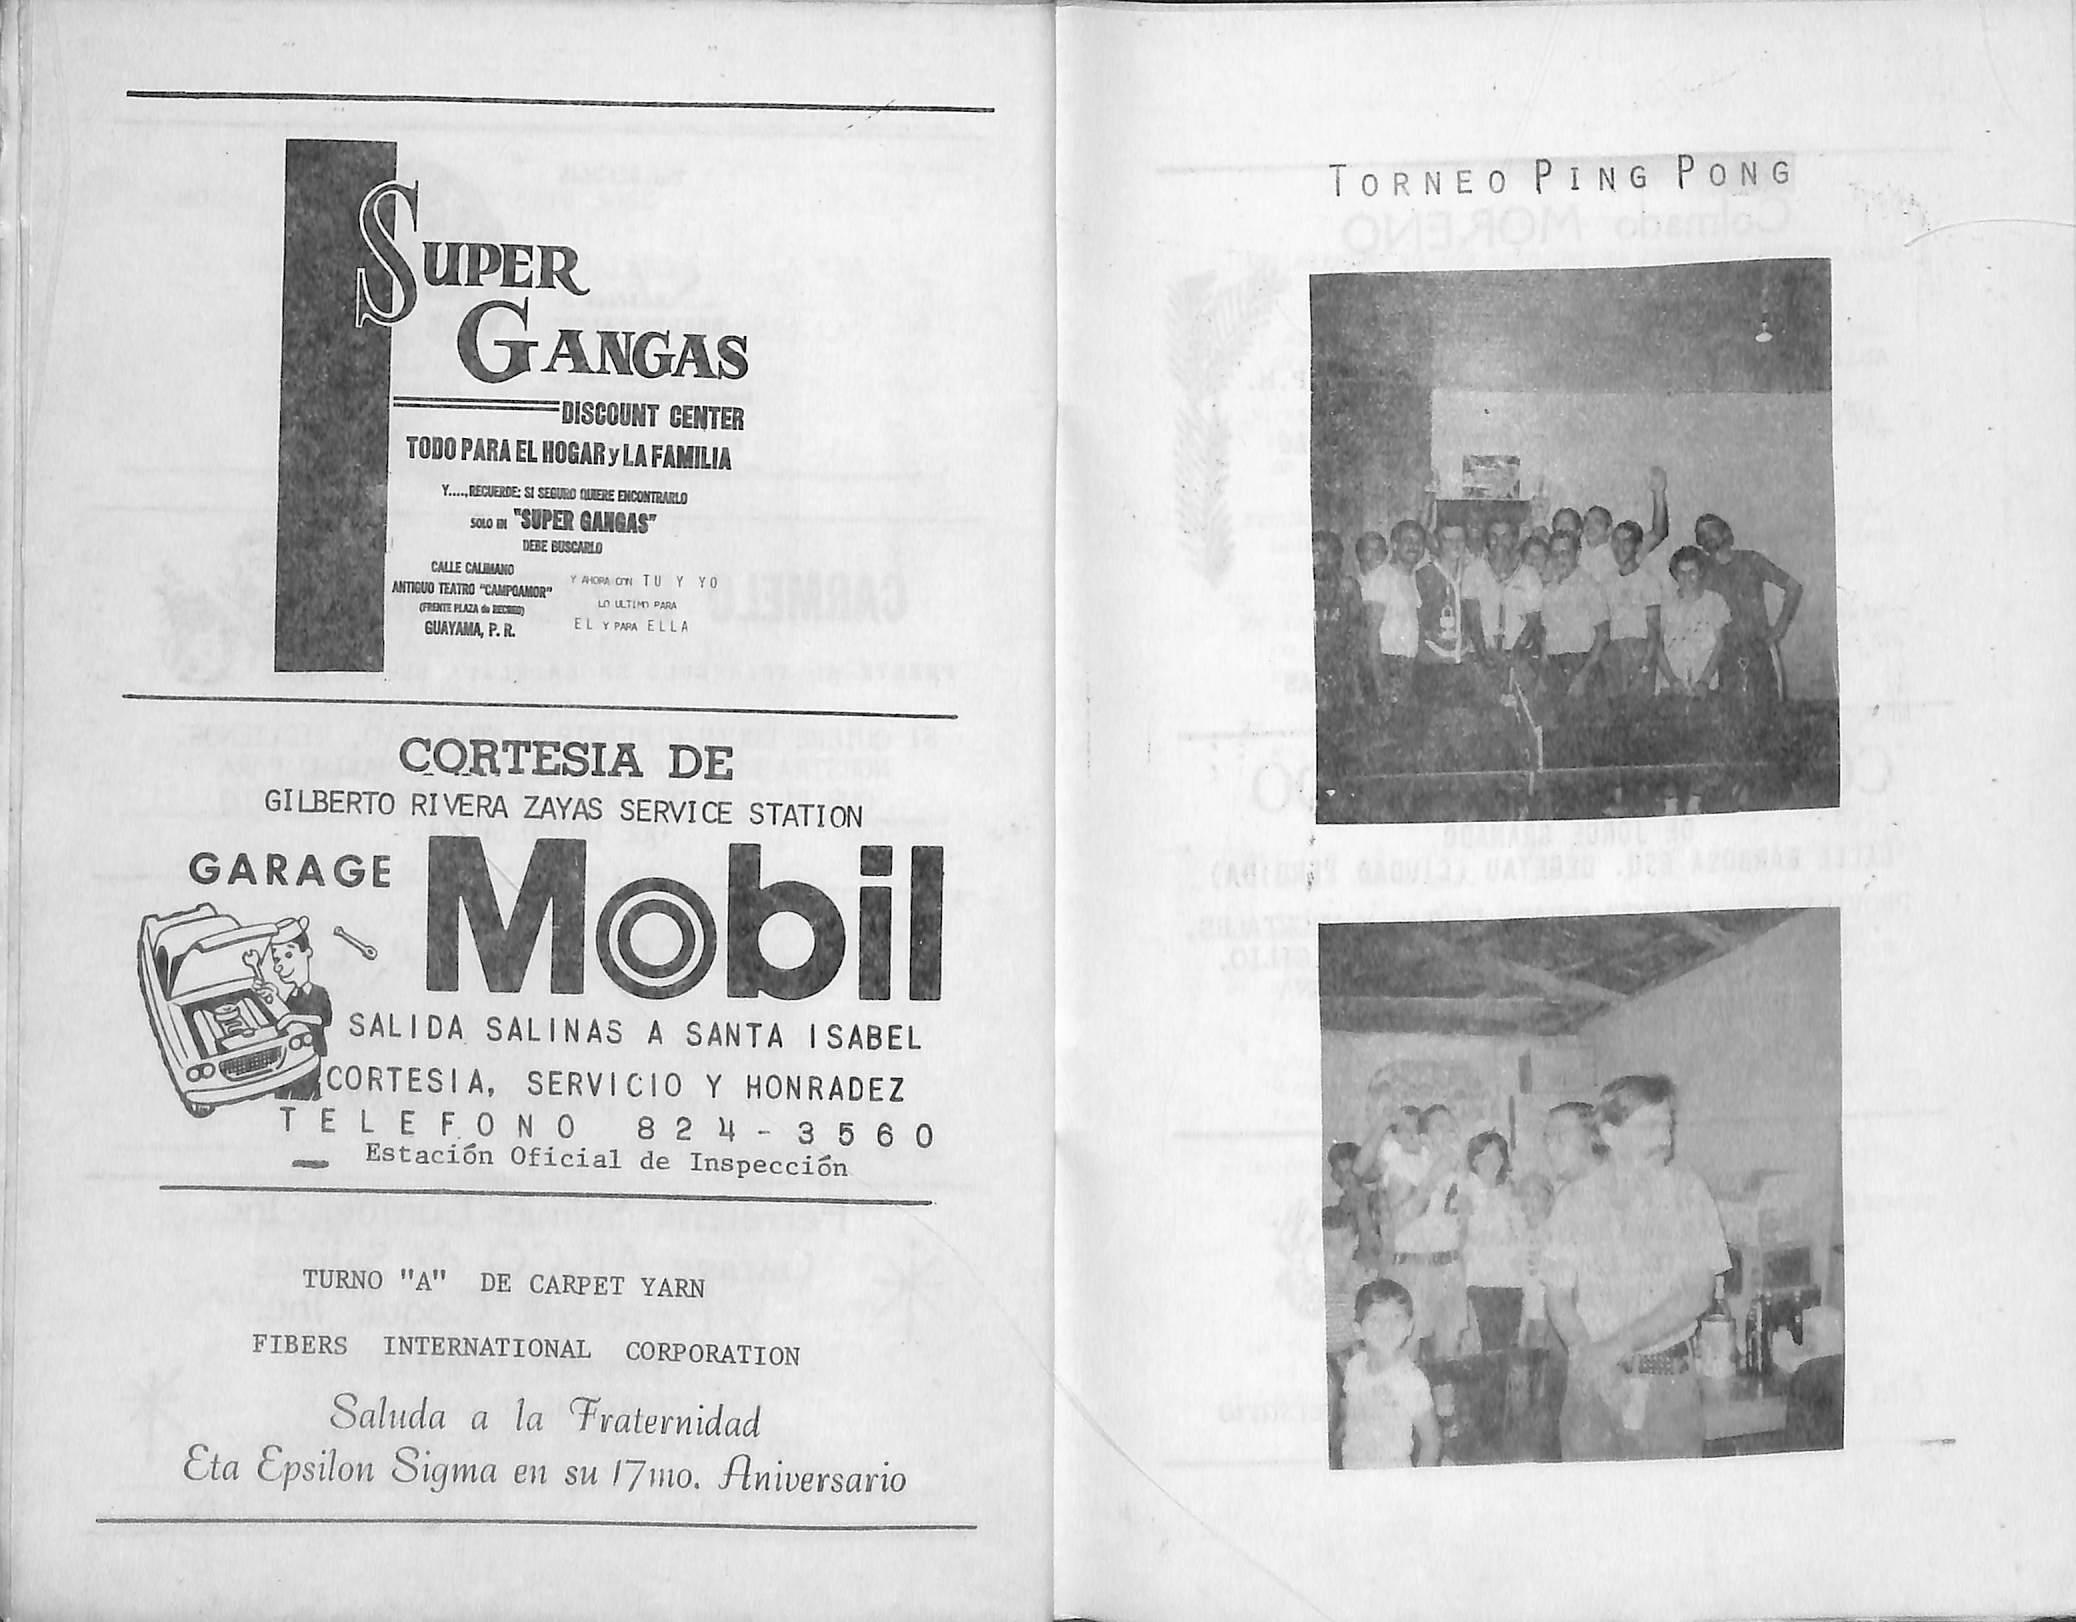 SUPER
GANGAS
DISCOUNT CENTER
TODO PARA EL HOGAR y LA FAMILIA
Y...., RECUERDE: SI SEGURO QUIERE ENCONTRARLO
SOLO EN "SUPER GANGAS"
DEBE BUSCARLO
CALLE CALIMANO
ANTIGUO TEATRO "CAMPOAMOR"
(FRENTE PLAZA de RECREO)
GUAYAMA, P. R.
Y AHORA CON TU Y YO
LO ULTIMO PARA
EL Y PARA ELLA
CORTESIA DE
GILBERTO RIVERA ZAYAS SERVICE STATION
GARAGE Mobil
SALIDA SALINAS A SANTA ISABEL
CORTESIA, SERVICIO Y HONRADEZ
TELEFONO 824-3560
Estación Oficial de Inspección
TURNO "A" DE CARPET YARN
FIBERS INTERNATIONAL CORPORATION
Saluda a la Fraternidad
Eta Epsilon Sigma en su 17mo. Aniversario
TORNEO PING PONG